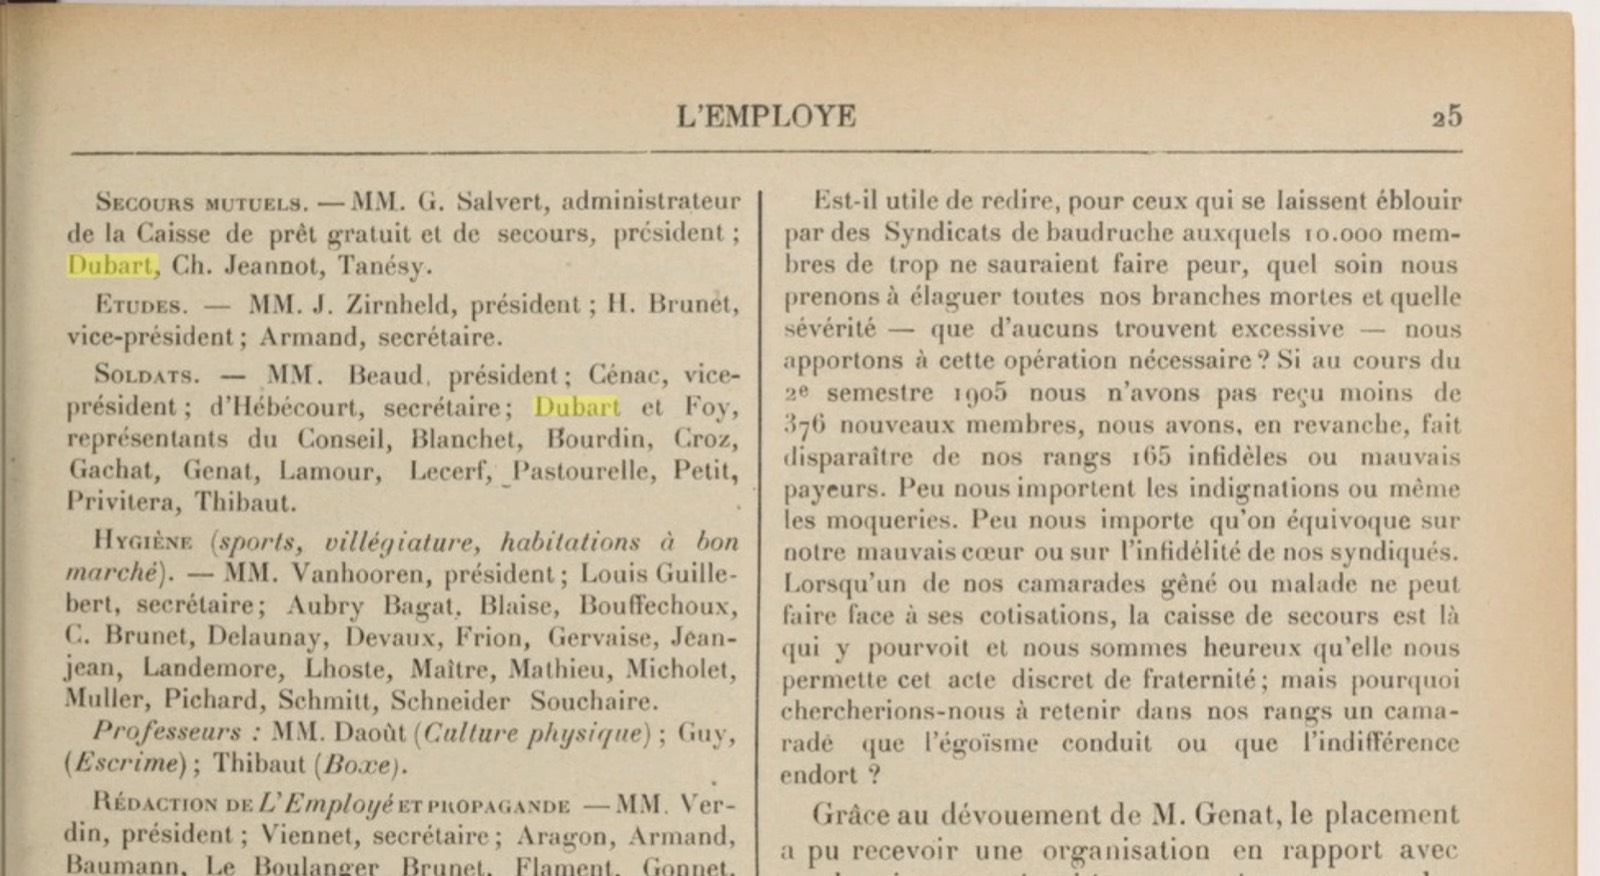 L'EMPLOYE
25
SECOURS MUTUELS. — MM. G. Salvert, administrateur
de la Caisse de prêt gratuit et de secours, président ;
Dubart, Ch. Jeannot, Tanésy.
ETUDES. — MM. J. Zirnheld, président ; H. Brunet,
vice-président ; Armand, secrétaire.
SOLDATS. — MM. Beaud, président ; Cénac, vice-
président ; d'Hébécourt, secrétaire ; Dubart et Foy,
représentants du Conseil, Blanchet, Bourdin, Croz,
Gachat, Genat, Lamour, Lecerf, Pastourelle, Petit,
Privitera, Thibaut.
HYGIÈNE (sports, villégiature, habitations à bon
marché). — MM. Vanhooren, président ; Louis Guille-
bert, secrétaire ; Aubry Bagat, Blaise, Bouffechoux,
C. Brunet, Delaunay, Devaux, Frion, Gervaise, Jean-
jean, Landemore, Lhoste, Maître, Mathieu, Micholet,
Muller, Pichard, Schmitt, Schneider Souchaire.
Professeurs : MM. Daoût (Culture physique) ; Guy,
(Escrime) ; Thibaut (Boxe).
RÉDACTION DE L'Employé ET PROPAGANDE — MM. Ver-
din, président ; Viennet, secrétaire ; Aragon, Armand,
Baumann, Le Boulanger Brunet, Flament, Gonnet,
Est-il utile de redire, pour ceux qui se laissent éblouir
par des Syndicats de baudruche auxquels 10.000 mem-
bres de trop ne sauraient faire peur, quel soin nous
prenons à élaguer toutes nos branches mortes et quelle
sévérité — que d'aucuns trouvent excessive — nous
apportons à cette opération nécessaire ? Si au cours du
2e semestre 1905 nous n'avons pas reçu moins de
376 nouveaux membres, nous avons, en revanche, fait
disparaître de nos rangs 165 infidèles ou mauvais
payeurs. Peu nous importent les indignations ou même
les moqueries. Peu nous importe qu'on équivoque sur
notre mauvais cœur ou sur l'infidélité de nos syndiqués.
Lorsqu'un de nos camarades gêné ou malade ne peut
faire face à ses cotisations, la caisse de secours est là
qui y pourvoit et nous sommes heureux qu'elle nous
permette cet acte discret de fraternité ; mais pourquoi
chercherions-nous à retenir dans nos rangs un cama-
rade que l'égoïsme conduit ou que l'indifférence
endort ?
Grâce au dévouement de M. Genat, le placement
a pu recevoir une organisation en rapport avec